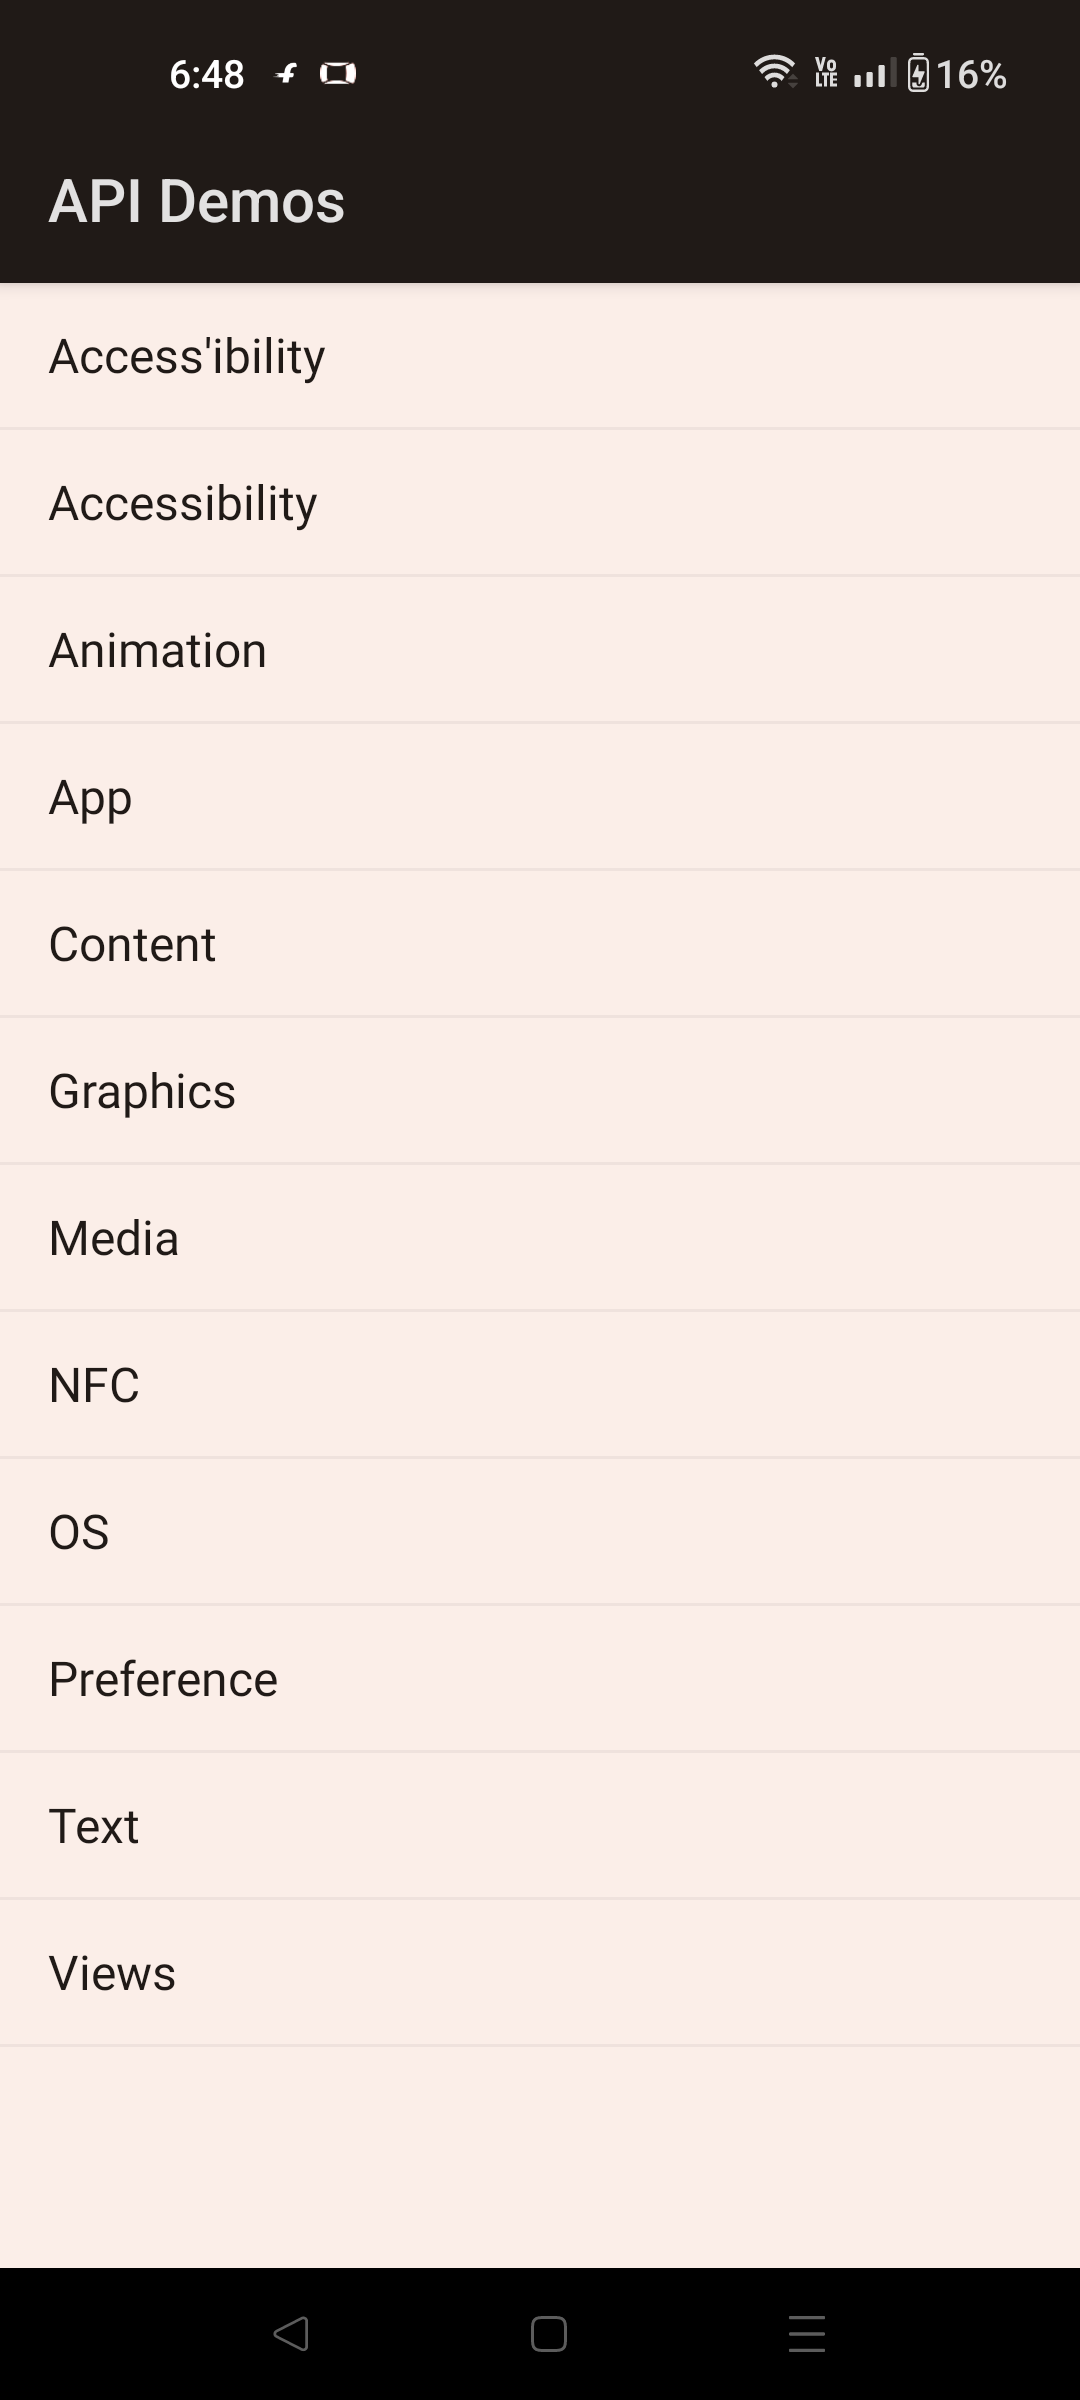 6:48
Vo
LTE
16%
API Demos
Access'ibility
Accessibility
Animation
App
Content
Graphics
Media
NFC
OS
Preference
Text
Views